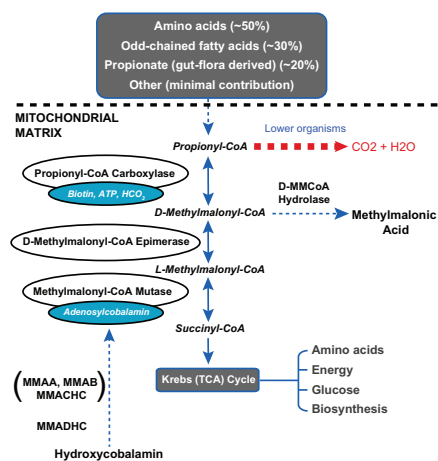 Amino acids (~50%)
Odd-chained fatty acids (~30%)
Propionate (gut-flora derived) (~20%)
Other (minimal contribution)
MITOCHONDRIAL
MATRIX
Lower organisms
Propionyl-CoA
CO2 + H2O
Propionyl-CoA Carboxylase
Biotin, ATP, HCO3
D-MMCoA
Hydrolase
D-Methylmalonyl-CoA
Methylmalonic
Acid
D-Methylmalonyl-CoA Epimerase
L-Methylmalonyl-CoA
Methylmalonyl-CoA Mutase
Adenosylcobalamin
Succinyl-CoA
Amino acids
Energy
Glucose
Biosynthesis
Krebs (TCA) Cycle
(MMAA, MMAB
MMACHC)
MMADHC
Hydroxycobalamin